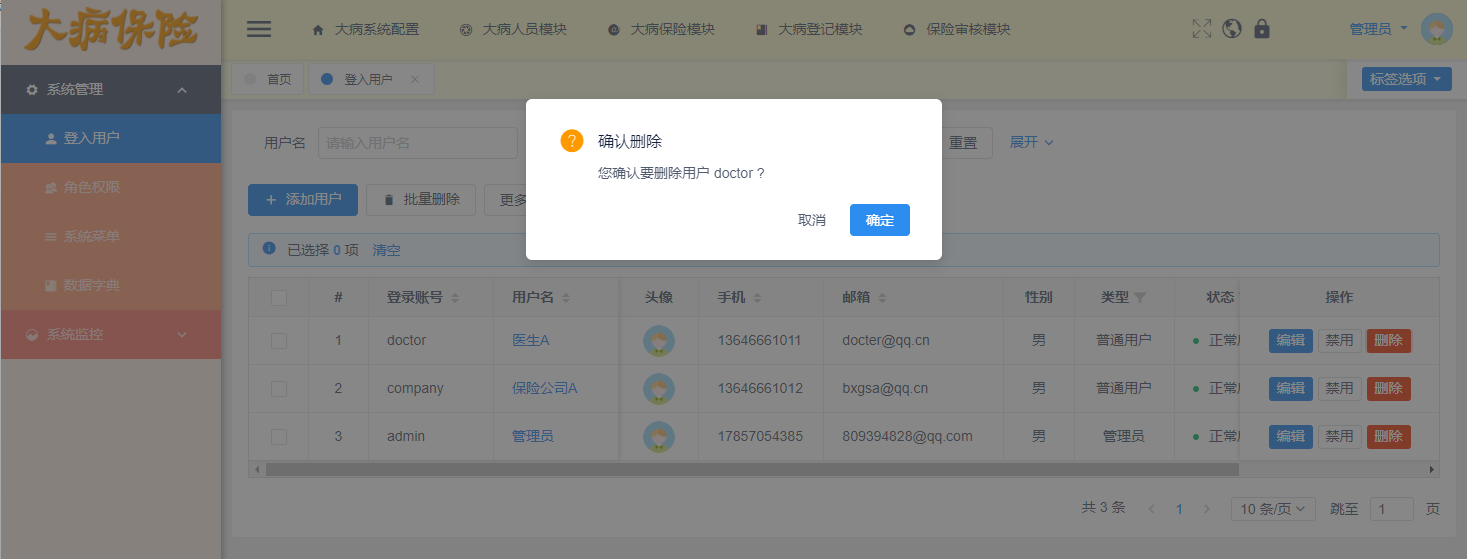 大病保险
大病系统配置 大病人员模块 大病保险模块 大病登记模块 保险审核模块 管理员
系统管理
登入用户
角色权限
系统菜单
数据字典
系统监控
首页 登入用户 × 标签选项
用户名 请输入用户名 重置 展开
+ 添加用户 批量删除 更多
确认删除
您确认要删除用户 doctor ?
取消 确定
已选择 0 项 清空
# 登录账号 用户名 头像 手机 邮箱 性别 类型 状态 操作
1 doctor 医生A 13646661011 docter@qq.cn 男 普通用户 正常 编辑 禁用 删除
2 company 保险公司A 13646661012 bxgsa@qq.cn 男 普通用户 正常 编辑 禁用 删除
3 admin 管理员 17857054385 809394828@qq.com 男 管理员 正常 编辑 禁用 删除
共 3 条 1 10 条/页 跳至 1 页